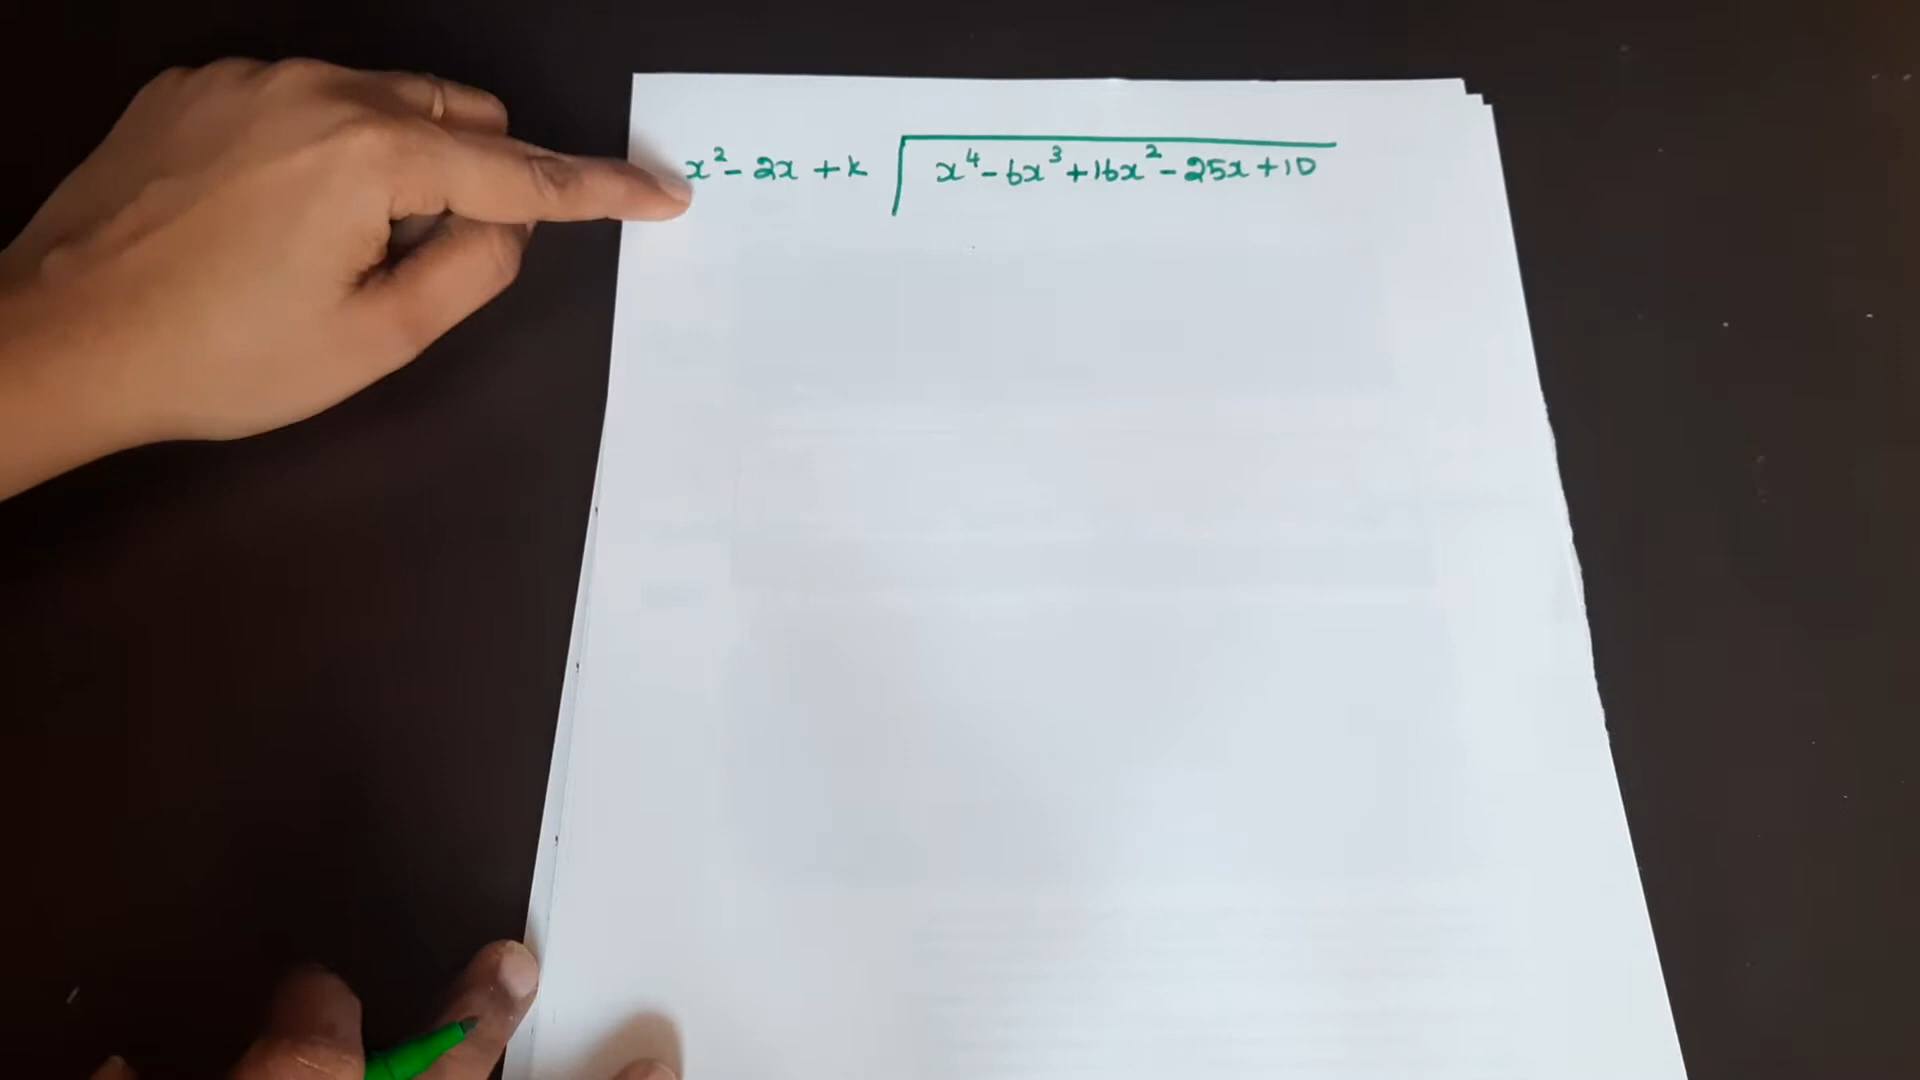 x² - 2x + k x⁴ - 6x³ + 16x² - 25x + 10